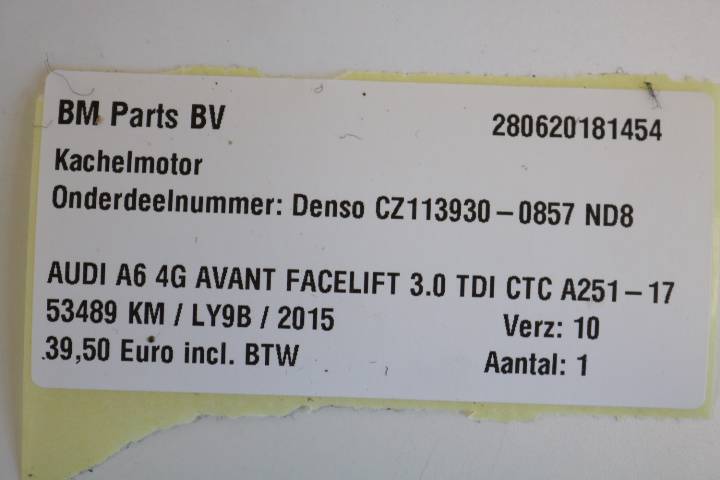 BM Parts BV 280620181454
Kachelmotor
Onderdeelnummer: Denso CZ113930-0857 ND8
AUDI A6 4G AVANT FACELIFT 3.0 TDI CTC A251-17
53489 KM / LY9B / 2015 Verz: 10
39,50 Euro incl. BTW Aantal: 1